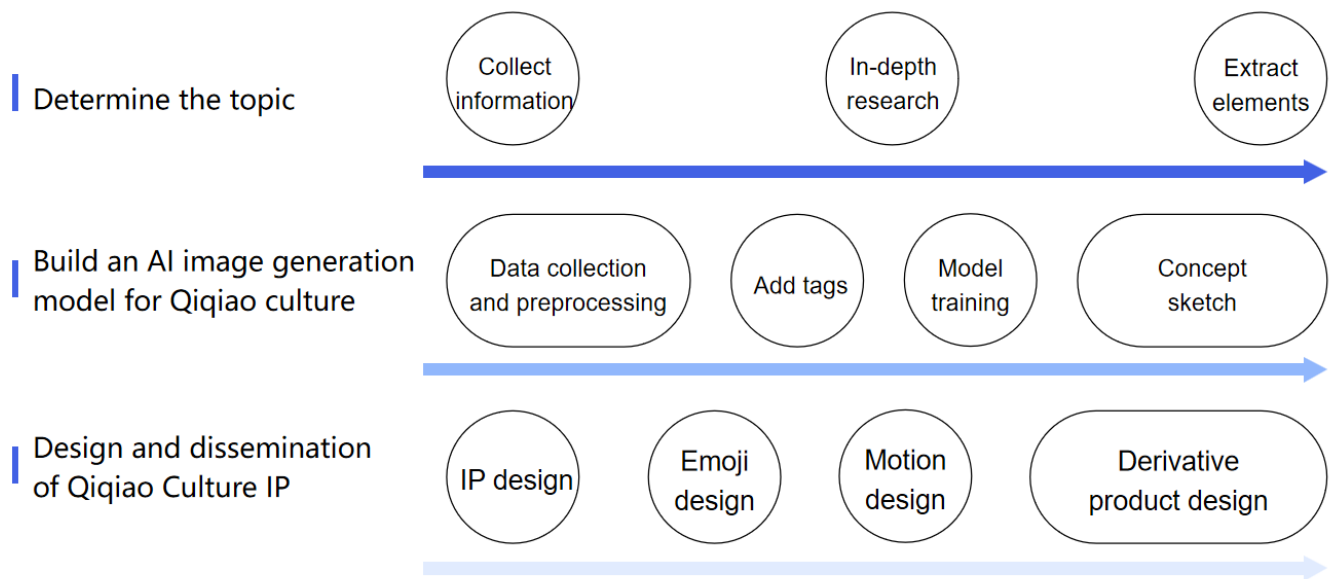 Determine the topic
Collect
information
In-depth
research
Extract
elements
Build an AI image generation
model for Qiqiao culture
Data collection
and preprocessing
Add tags
Model
training
Concept
sketch
Design and dissemination
of Qiqiao Culture IP
IP design
Emoji
design
Motion
design
Derivative
product design